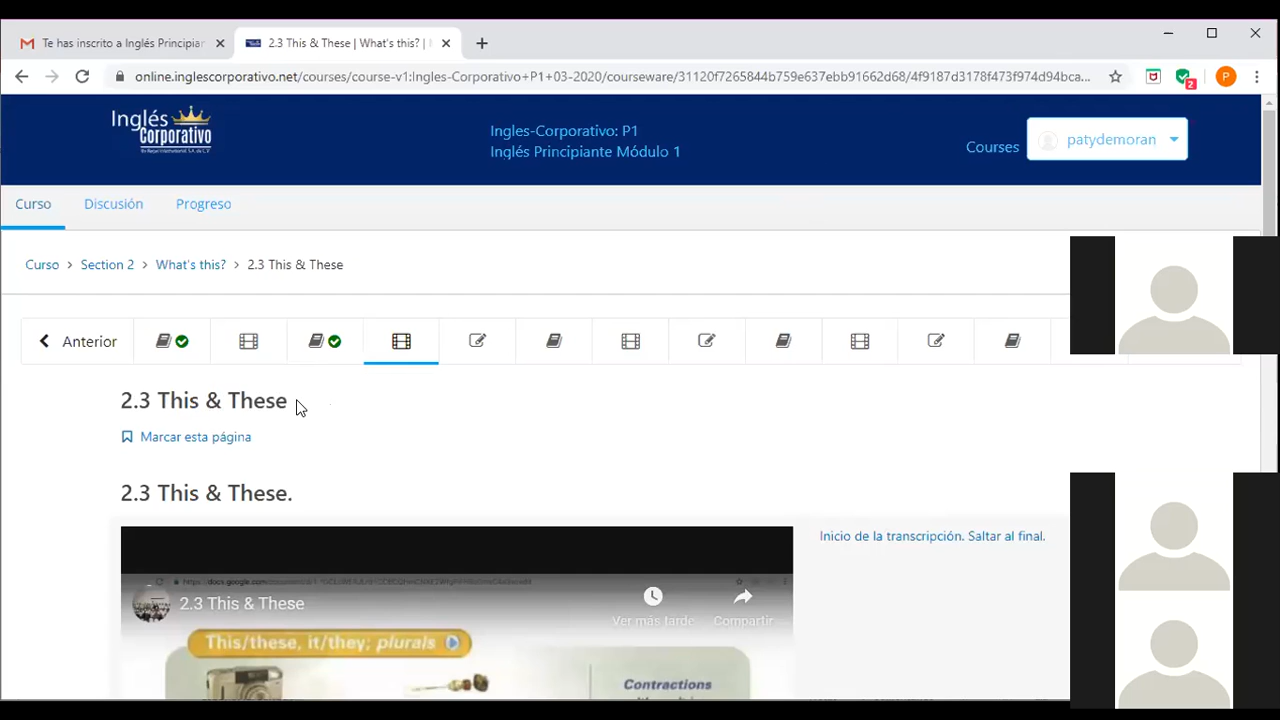 Te has inscrito a Inglés Principian
2.3 This & These | What's this? |
online.inglescorporativo.net/courses/course-v1:Ingles-Corporativo+P1+03-2020/courseware/31120f7265844b759e637ebb91662d68/4f9187d3178f473f974d94bca...
2
P
Inglés
Corporativo
Ingles-Corporativo: P1
Inglés Principiante Módulo 1
Courses
patydemoran
Curso
Discusión
Progreso
Curso > Section 2 > What's this? > 2.3 This & These
Anterior
2.3 This & These
Marcar esta página
2.3 This & These.
Inicio de la transcripción. Saltar al final.
2.3 This & These
Ver más tarde
Compartir
This/these, it/they; plurals
Contractions